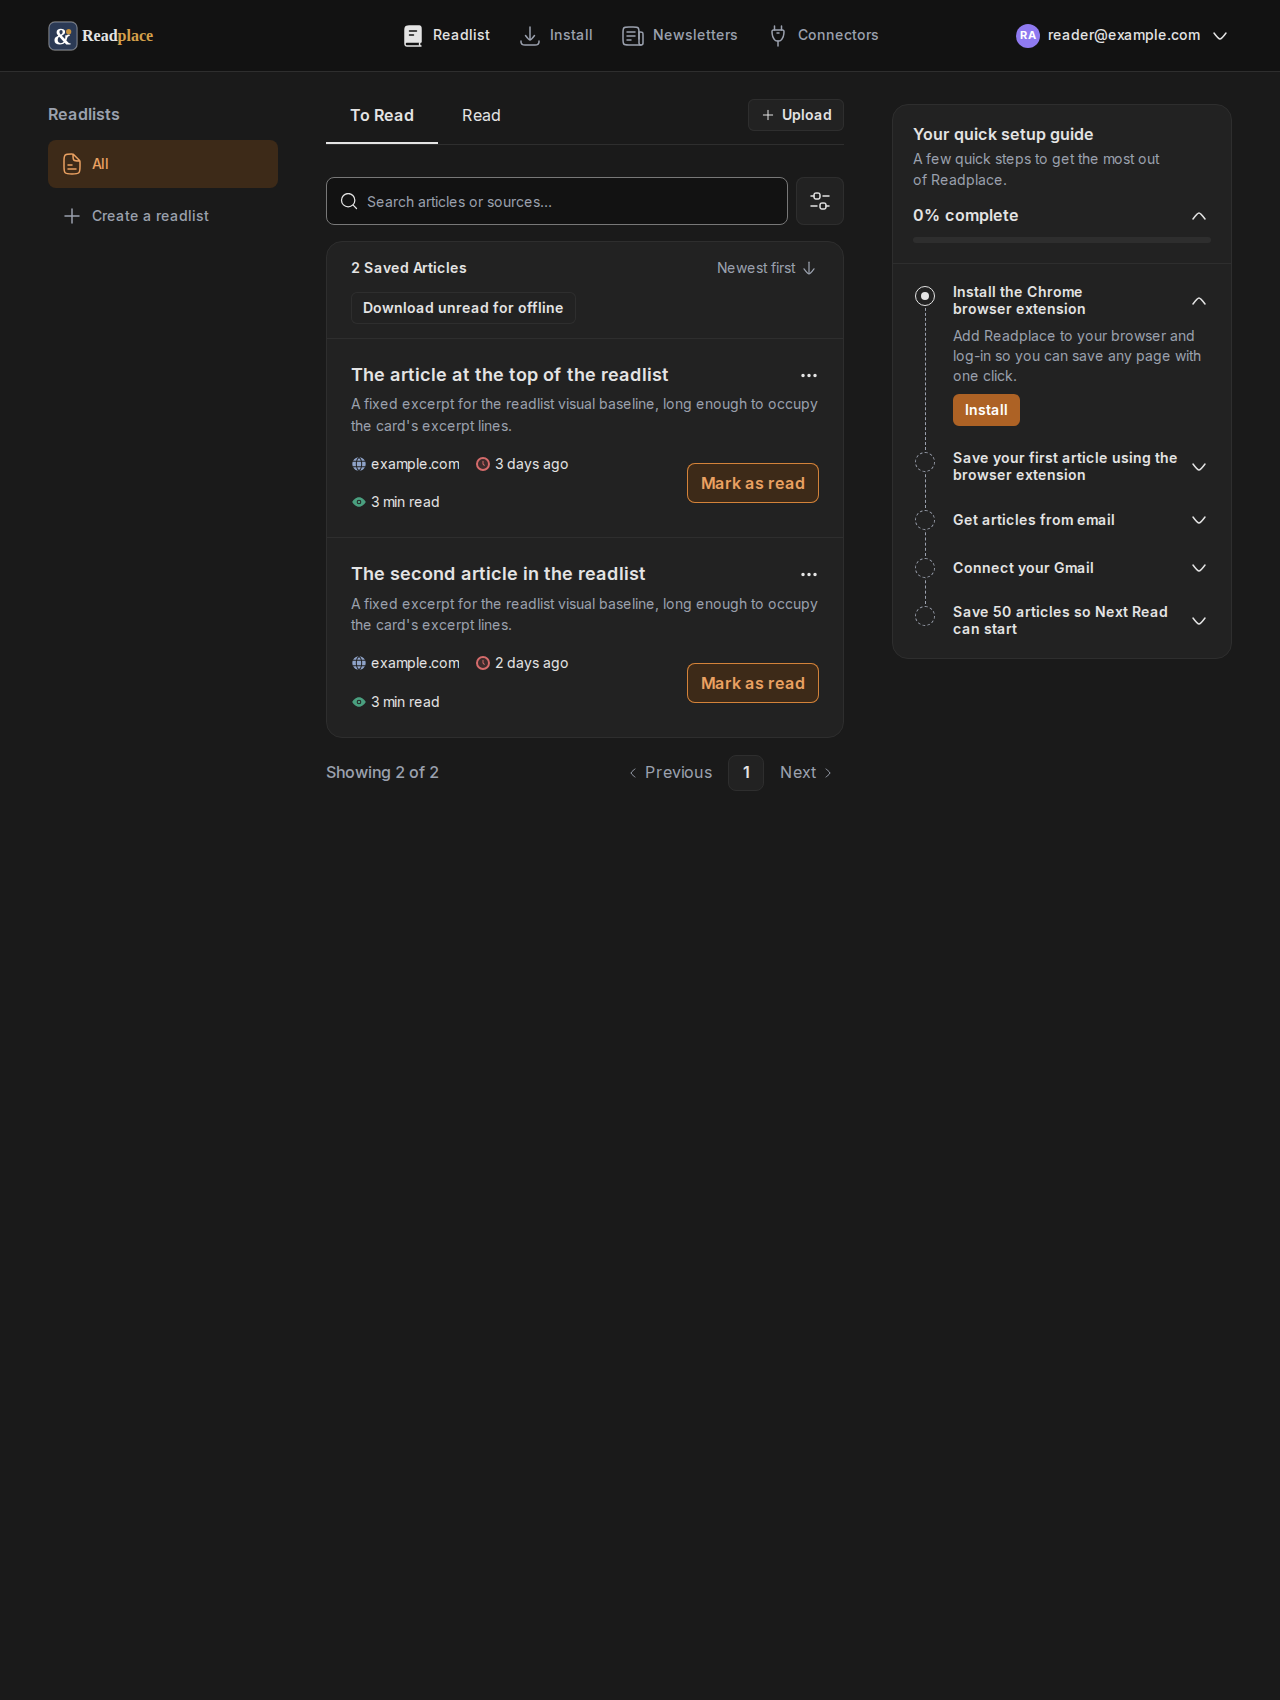 & Readplace
Readlist
Install
Newsletters
Connectors
RA reader@example.com
Readlists
All
Create a readlist
To Read
Read
Upload
Search articles or sources...
2 Saved Articles
Newest first
Download unread for offline
The article at the top of the readlist
A fixed excerpt for the readlist visual baseline, long enough to occupy
the card's excerpt lines.
example.com
3 days ago
3 min read
Mark as read
The second article in the readlist
A fixed excerpt for the readlist visual baseline, long enough to occupy
the card's excerpt lines.
example.com
2 days ago
3 min read
Mark as read
Showing 2 of 2
Previous
1
Next
Your quick setup guide
A few quick steps to get the most out
of Readplace.
0% complete
Install the Chrome
browser extension
Add Readplace to your browser and
log-in so you can save any page with
one click.
Install
Save your first article using the
browser extension
Get articles from email
Connect your Gmail
Save 50 articles so Next Read
can start